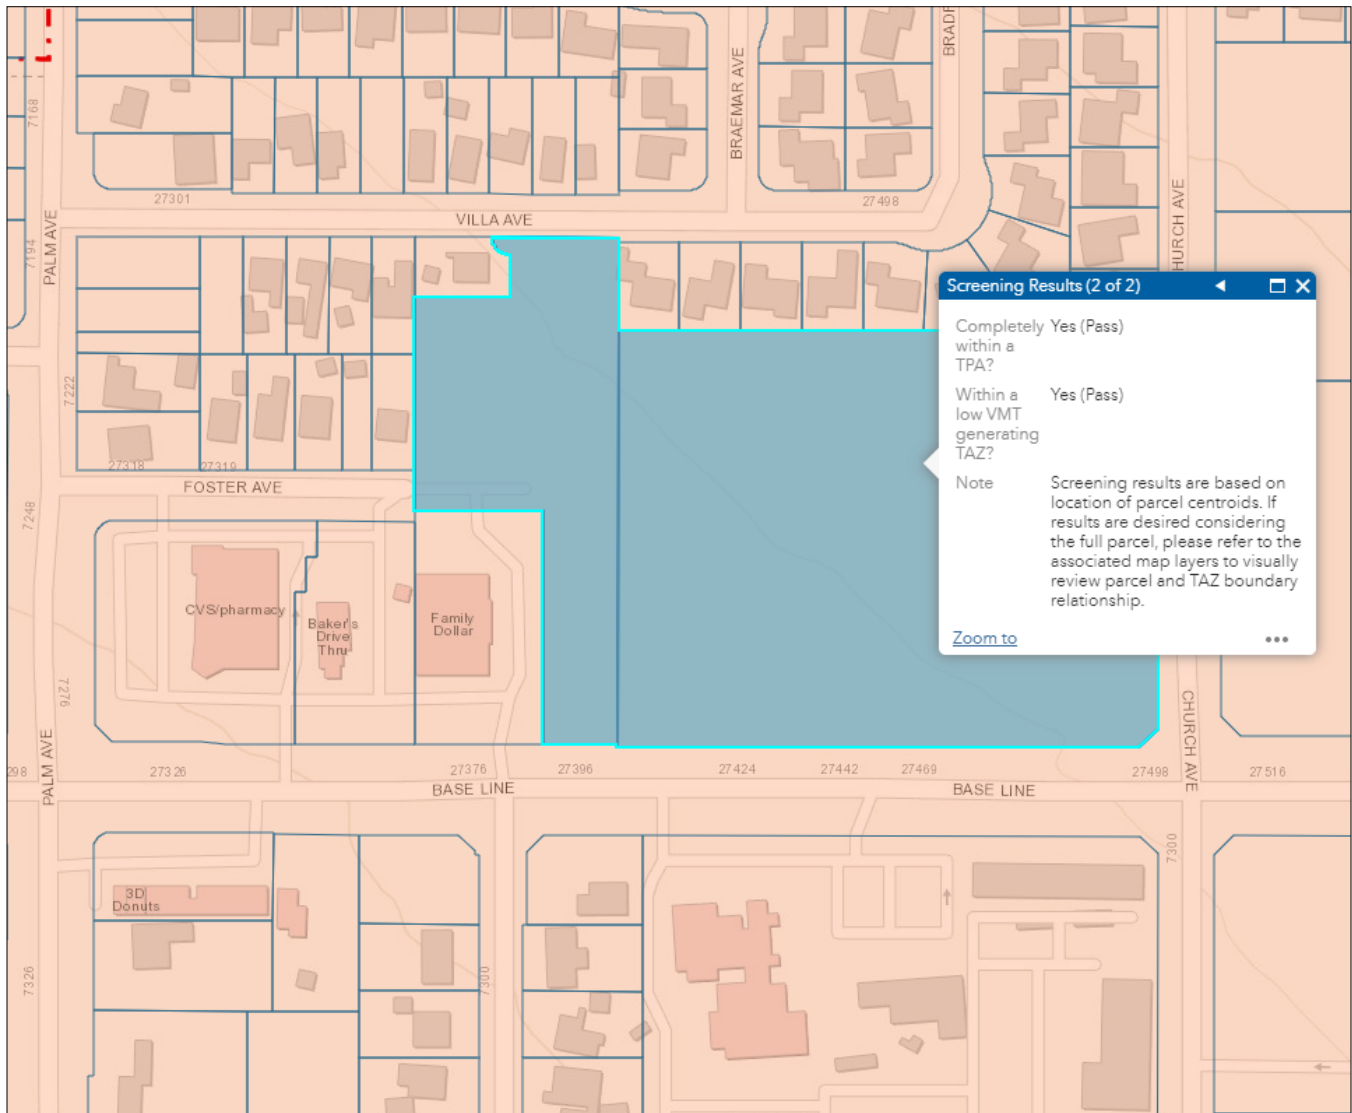 BRADF
BRAEMAR AVE
7168
27301
27498
VILLA AVE
PALM AVE
7194
HURCH AVE
Screening Results (2 of 2)
Completely within a TPA?
Yes (Pass)
Within a low VMT generating TAZ?
Yes (Pass)
Note
Screening results are based on
location of parcel centroids. If
results are desired considering
the full parcel, please refer to the
associated map layers to visually
review parcel and TAZ boundary
relationship.
Zoom to
7222
27318
27319
FOSTER AVE
7248
CVS/pharmacy
Baker's
Drive
Thru
Family
Dollar
7276
PALM AVE
CHURCH AVE
298
27326
27376
27396
27424
27442
27469
27498
27516
BASE LINE
BASE LINE
7300
3D
Donuts
7326
7300